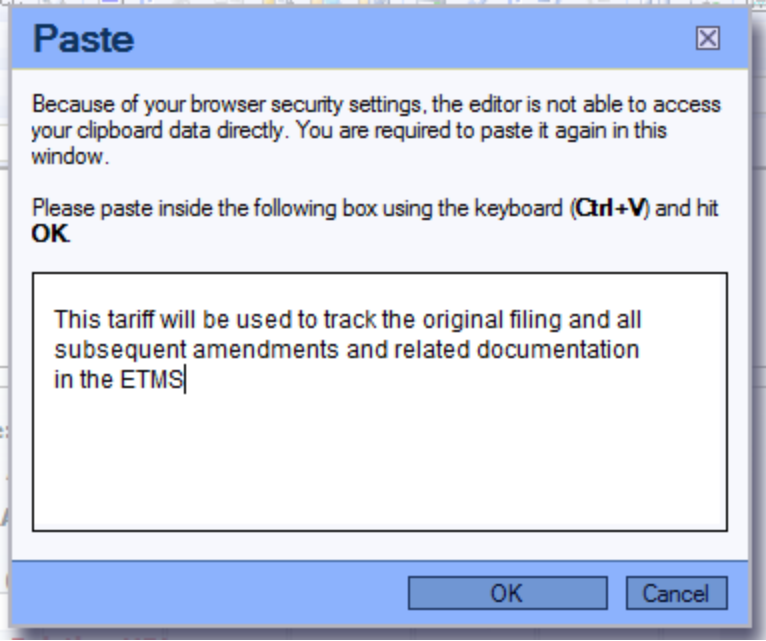 Paste
Because of your browser security settings, the editor is not able to access
your clipboard data directly. You are required to paste it again in this
window.
Please paste inside the following box using the keyboard (Ctrl+V) and hit
OK.
This tariff will be used to track the original filing and all
subsequent amendments and related documentation
in the ETMS
OK
Cancel